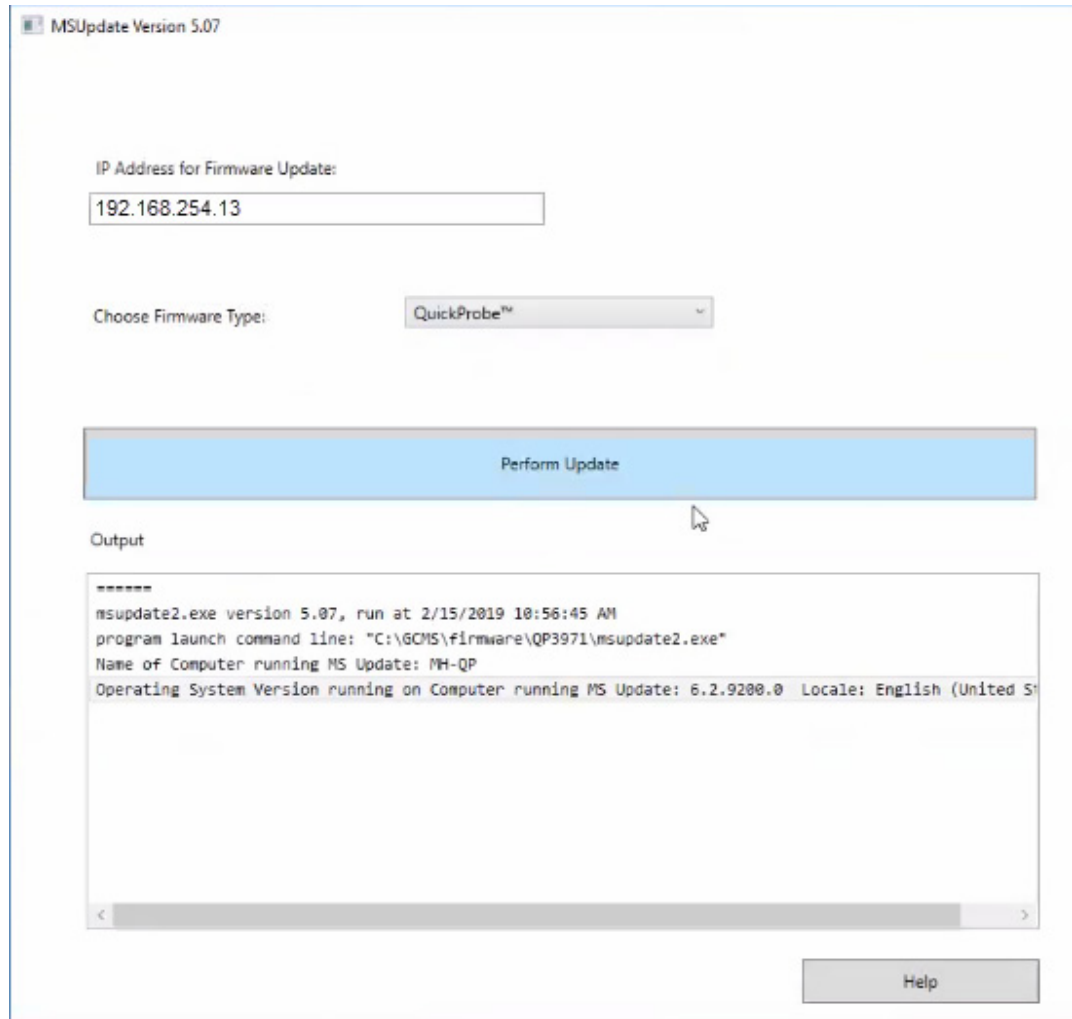 MSUpdate Version 5.07
IP Address for Firmware Update:
192.168.254.13
Choose Firmware Type:
QuickProbe™
Perform Update
Output
======
msupdate2.exe version 5.07, run at 2/15/2019 10:56:45 AM
program launch command line: "C:\GCMS\firmware\QP3971\msupdate2.exe"
Name of Computer running MS Update: MH-QP
Operating System Version running on Computer running MS Update: 6.2.9200.0  Locale: English (United
Help